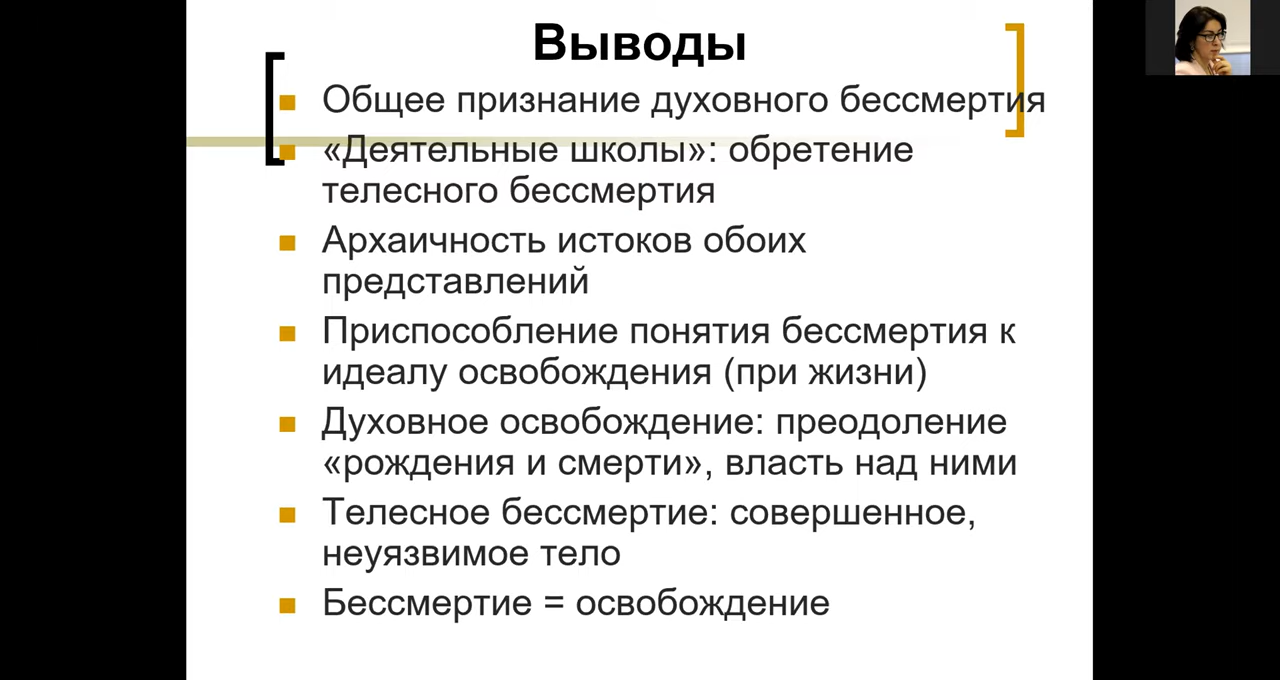 Выводы
Общее признание духовного бессмертия
«Деятельные школы»: обретение
телесного бессмертия
Архаичность истоков обоих
представлений
Приспособление понятия бессмертия к
идеалу освобождения (при жизни)
Духовное освобождение: преодоление
«рождения и смерти», власть над ними
Телесное бессмертие: совершенное,
неуязвимое тело
Бессмертие = освобождение